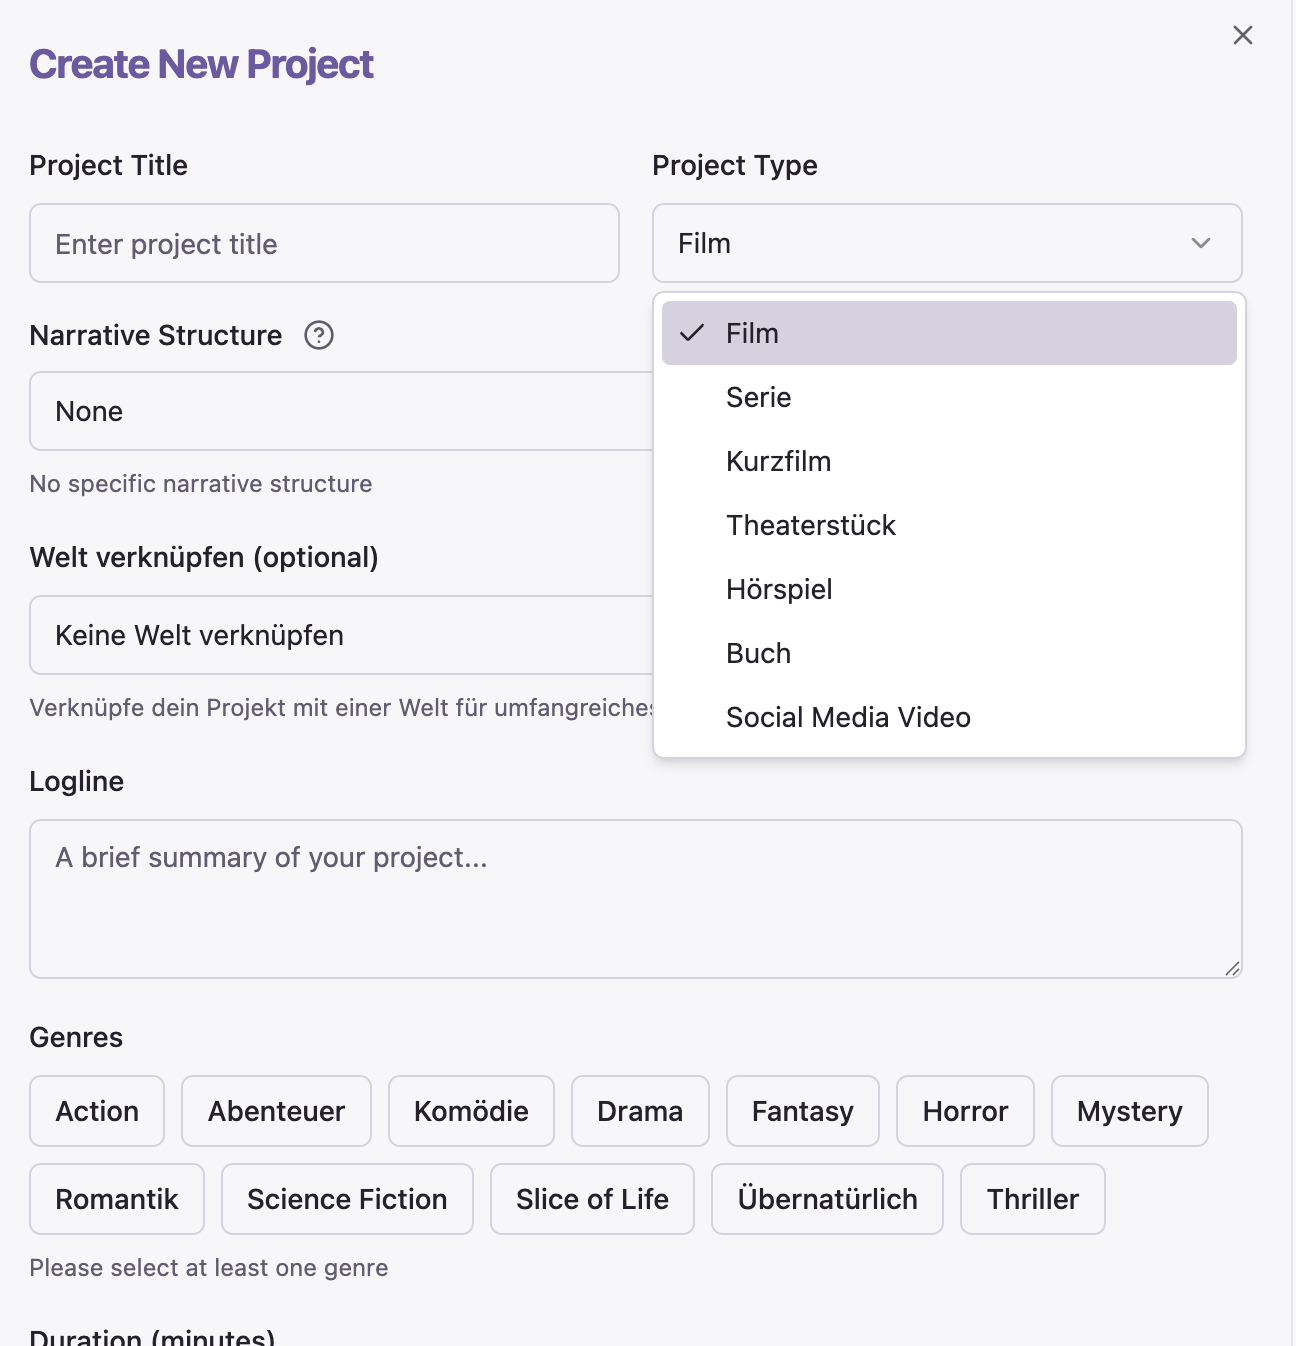 Create New Project
Project Title
Project Type
Enter project title
Film
Narrative Structure
Film
Serie
None
Kurzfilm
No specific narrative structure
Theaterstück
Welt verknüpfen (optional)
Hörspiel
Keine Welt verknüpfen
Buch
Verknüpfe dein Projekt mit einer Welt für
Social Media Video
Logline
A brief summary of your project...
Genres
Action Abenteuer Komödie Drama Fantasy Horror Mystery
Romantik Science Fiction Slice of Life Übernatürlich Thriller
Please select at least one genre
Duration (minutes)